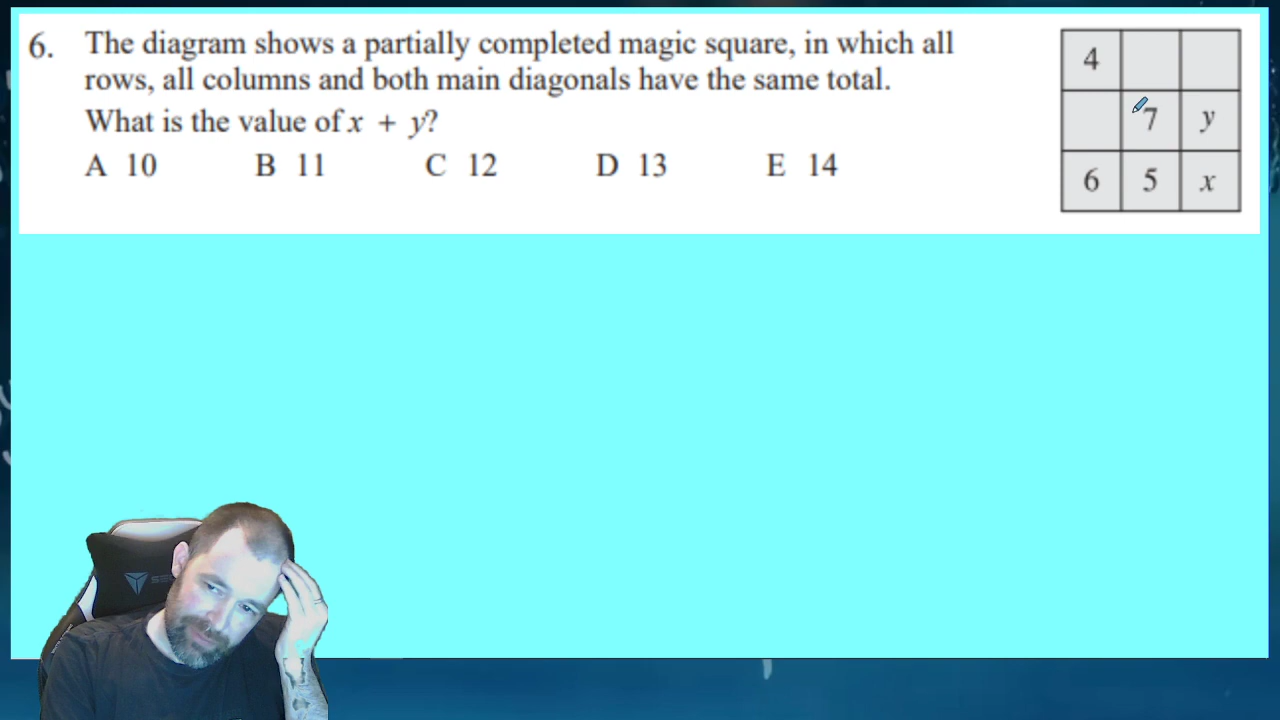 6. The diagram shows a partially completed magic square, in which all
rows, all columns and both main diagonals have the same total.
What is the value of x + y?
A 10 B 11 C 12 D 13 E 14
4
7 y
6 5 x